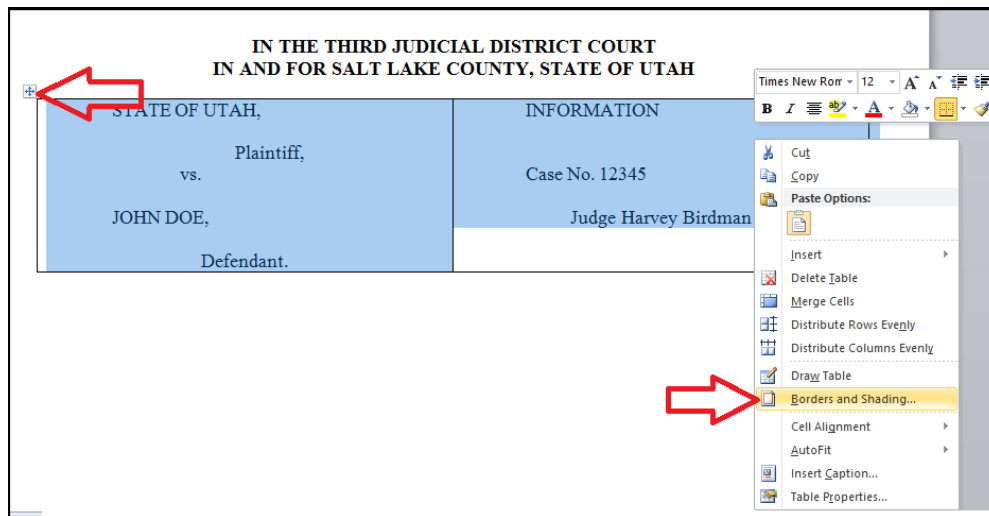 IN THE THIRD JUDICIAL DISTRICT COURT
IN AND FOR SALT LAKE COUNTY, STATE OF UTAH
STATE OF UTAH,
Plaintiff,
vs.
JOHN DOE,
Defendant.
INFORMATION
Case No. 12345
Judge Harvey Birdman
Times New Rom 12 A A
B I ab A
Cut
Copy
Paste Options:
Insert
Delete Table
Merge Cells
Distribute Rows Evenly
Distribute Columns Evenly
Draw Table
Borders and Shading...
Cell Alignment
AutoFit
Insert Caption...
Table Properties...